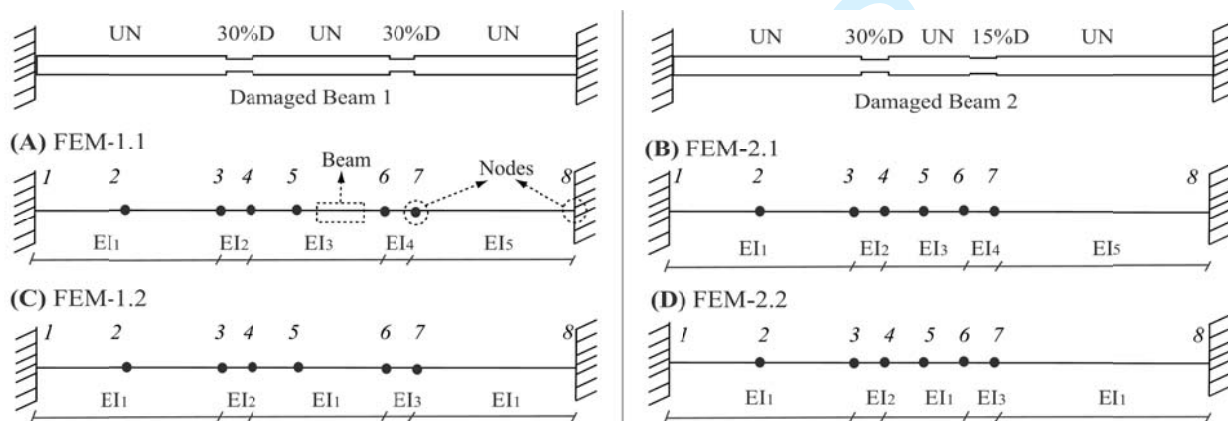 UN 30%D UN 30%D UN
Damaged Beam 1
(A) FEM-1.1
Beam
Nodes
1 2 3 4 5 6 7 8
EI1 EI2 EI3 EI4 EI5
(C) FEM-1.2
1 2 3 4 5 6 7 8
EI1 EI2 EI1 EI3 EI1
UN 30%D UN 15%D UN
Damaged Beam 2
(B) FEM-2.1
1 2 3 4 5 6 7 8
EI1 EI2 EI3 EI4 EI5
(D) FEM-2.2
1 2 3 4 5 6 7 8
EI1 EI2 EI1 EI3 EI1